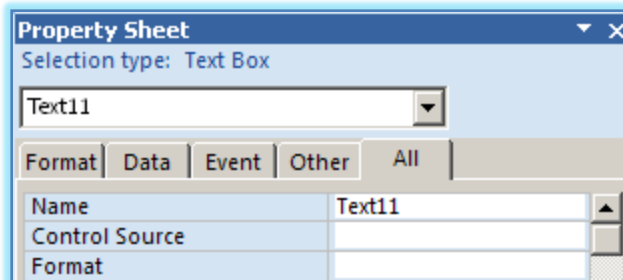 Property Sheet
Selection type: Text Box
Text11
Format Data Event Other All
Name Text11
Control Source
Format